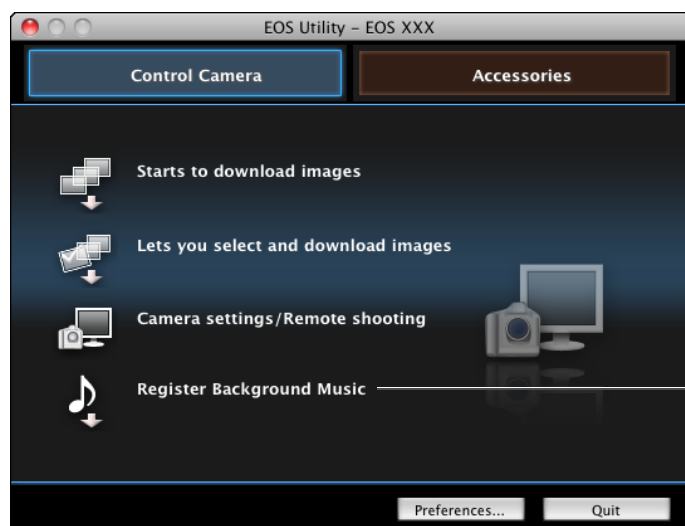 EOS Utility – EOS XXX
Control Camera
Accessories
Starts to download images
Lets you select and download images
Camera settings/Remote shooting
Register Background Music
Preferences...
Quit